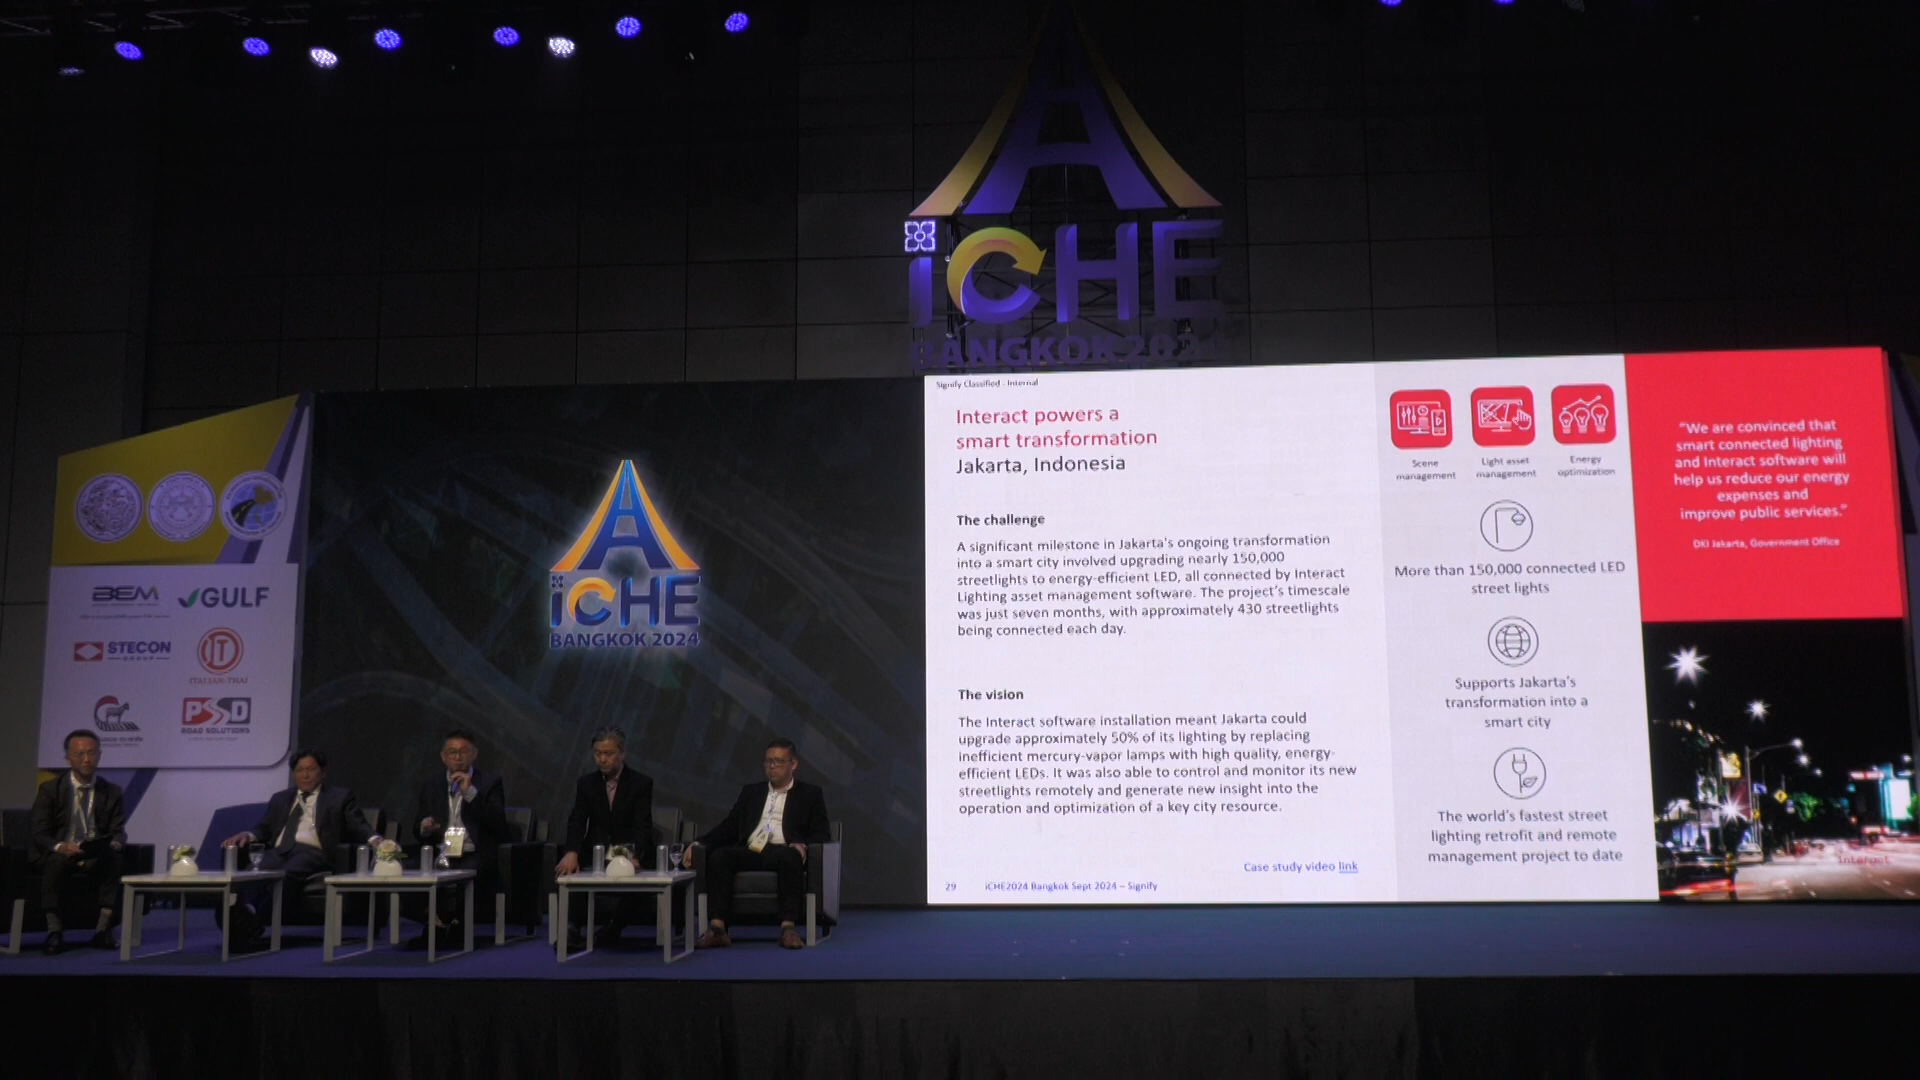 iCHE
BANGKOK 2024
BEM
GULF
STECON
ITALIAN-THAI
PSSD
ROAD SOLUTIONS
iCHE
BANGKOK 2024
Signify Classified - Internal
Interact powers a
smart transformation
Jakarta, Indonesia
The challenge
A significant milestone in Jakarta's ongoing transformation
into a smart city involved upgrading nearly 150,000
streetlights to energy-efficient LED, all connected by Interact
Lighting asset management software. The project's timescale
was just seven months, with approximately 430 streetlights
being connected each day.
The vision
The Interact software installation meant Jakarta could
upgrade approximately 50% of its lighting by replacing
inefficient mercury-vapor lamps with high quality, energy-
efficient LEDs. It was also able to control and monitor its new
streetlights remotely and generate new insight into the
operation and optimization of a key city resource.
Case study video link
29 iCHE2024 Bangkok Sept 2024 – Signify
Scene
management
Light asset
management
Energy
optimization
More than 150,000 connected LED
street lights
Supports Jakarta's
transformation into a
smart city
The world's fastest street
lighting retrofit and remote
management project to date
"We are convinced that
smart connected lighting
and Interact software will
help us reduce our energy
expenses and
improve public services."
DKI Jakarta, Government Office
interact